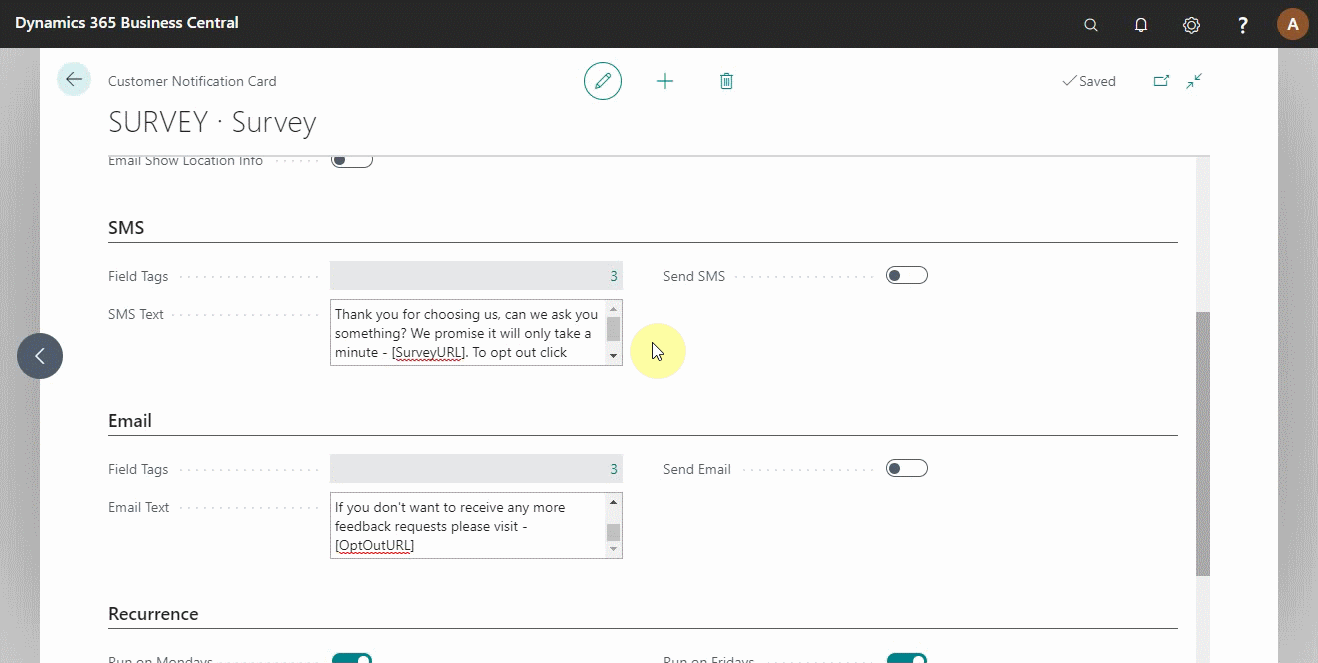 Dynamics 365 Business Central
?
A
Customer Notification Card
Saved
SURVEY · Survey
Email Show Location Info
SMS
Field Tags
3
Send SMS
SMS Text
Thank you for choosing us, can we ask you
something? We promise it will only take a
minute - [SurveyURL]. To opt out click
Email
Field Tags
3
Send Email
Email Text
If you don't want to receive any more
feedback requests please visit -
[OptOutURL]
Recurrence
Run on Mondays
Run on Fridays